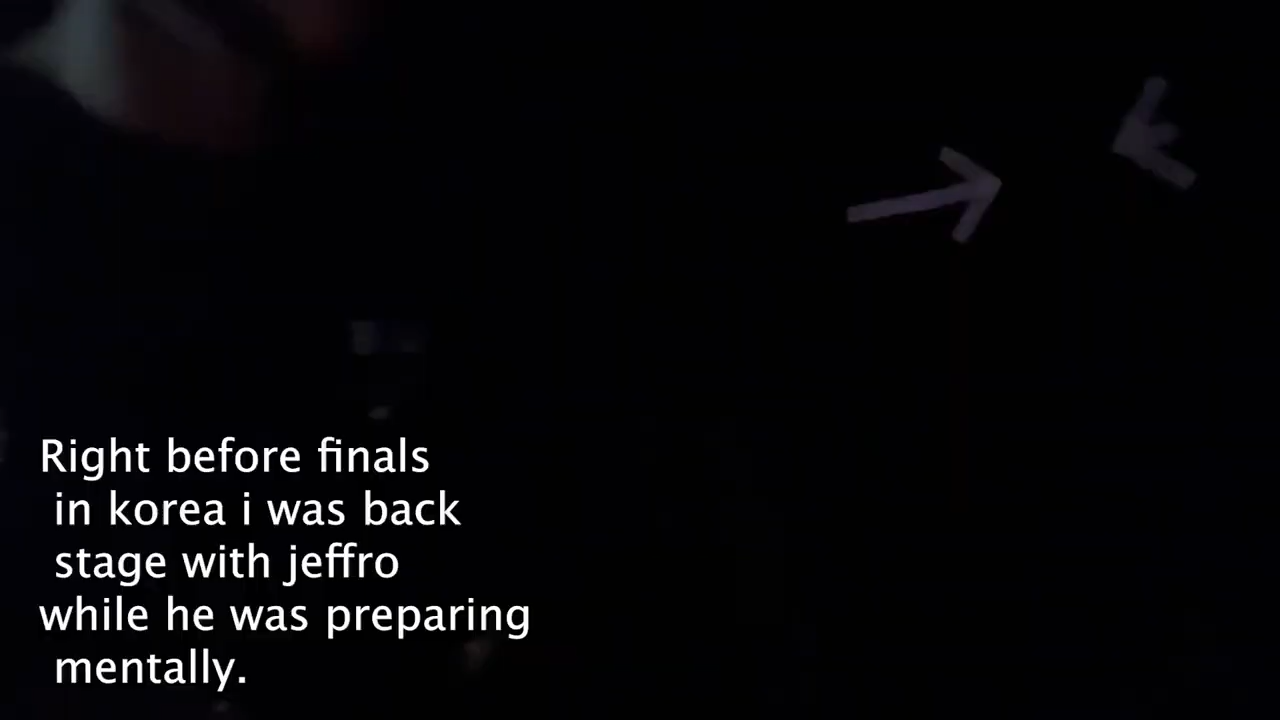 Right before finals
in korea i was back
stage with jeffro
while he was preparing
mentally.